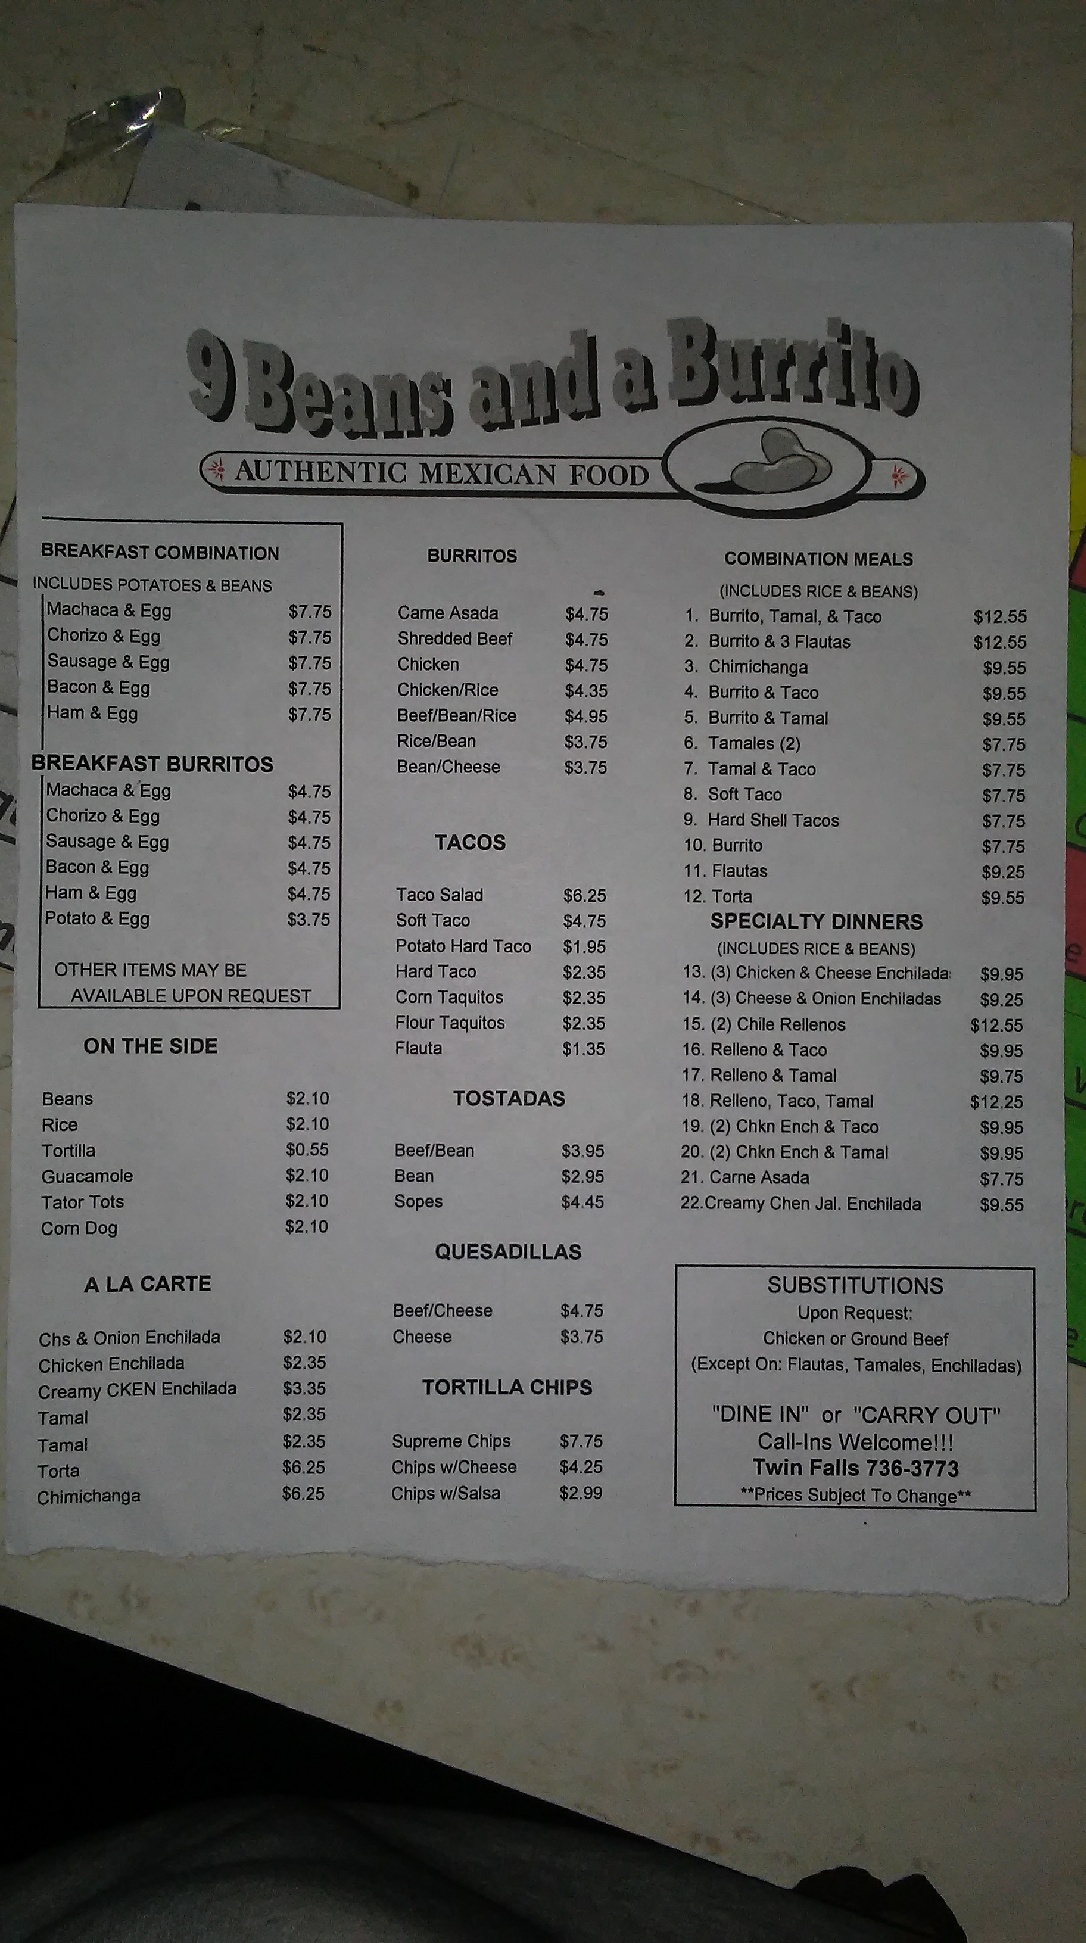 9 Beans and a Burrito
AUTHENTIC MEXICAN FOOD
BREAKFAST COMBINATION
INCLUDES POTATOES & BEANS
Machaca & Egg $7.75
Chorizo & Egg $7.75
Sausage & Egg $7.75
Bacon & Egg $7.75
Ham & Egg $7.75
BREAKFAST BURRITOS
Machaca & Egg $4.75
Chorizo & Egg $4.75
Sausage & Egg $4.75
Bacon & Egg $4.75
Ham & Egg $4.75
Potato & Egg $3.75
OTHER ITEMS MAY BE
AVAILABLE UPON REQUEST
ON THE SIDE
Beans $2.10
Rice $2.10
Tortilla $0.55
Guacamole $2.10
Tator Tots $2.10
Corn Dog $2.10
A LA CARTE
Chs & Onion Enchilada $2.10
Chicken Enchilada $2.35
Creamy CKEN Enchilada $3.35
Tamal $2.35
Tamal $2.35
Torta $6.25
Chimichanga $6.25
BURRITOS
Carne Asada $4.75
Shredded Beef $4.75
Chicken $4.75
Chicken/Rice $4.35
Beef/Bean/Rice $4.95
Rice/Bean $3.75
Bean/Cheese $3.75
TACOS
Taco Salad $6.25
Soft Taco $4.75
Potato Hard Taco $1.95
Hard Taco $2.35
Corn Taquitos $2.35
Flour Taquitos $2.35
Flauta $1.35
TOSTADAS
Beef/Bean $3.95
Bean $2.95
Sopes $4.45
QUESADILLAS
Beef/Cheese $4.75
Cheese $3.75
TORTILLA CHIPS
Supreme Chips $7.75
Chips w/Cheese $4.25
Chips w/Salsa $2.99
COMBINATION MEALS
(INCLUDES RICE & BEANS)
1. Burrito, Tamal, & Taco $12.55
2. Burrito & 3 Flautas $12.55
3. Chimichanga $9.55
4. Burrito & Taco $9.55
5. Burrito & Tamal $9.55
6. Tamales (2) $7.75
7. Tamal & Taco $7.75
8. Soft Taco $7.75
9. Hard Shell Tacos $7.75
10. Burrito $7.75
11. Flautas $9.25
12. Torta $9.55
SPECIALTY DINNERS
(INCLUDES RICE & BEANS)
13. (3) Chicken & Cheese Enchilada $9.95
14. (3) Cheese & Onion Enchiladas $9.25
15. (2) Chile Rellenos $12.55
16. Relleno & Taco $9.95
17. Relleno & Tamal $9.75
18. Relleno, Taco, Tamal $12.25
19. (2) Chkn Ench & Taco $9.95
20. (2) Chkn Ench & Tamal $9.95
21. Carne Asada $7.75
22.Creamy Chen Jal. Enchilada $9.55
SUBSTITUTIONS
Upon Request:
Chicken or Ground Beef
(Except On: Flautas, Tamales, Enchiladas)
"DINE IN" or "CARRY OUT"
Call-Ins Welcome!!!
Twin Falls 736-3773
**Prices Subject To Change**